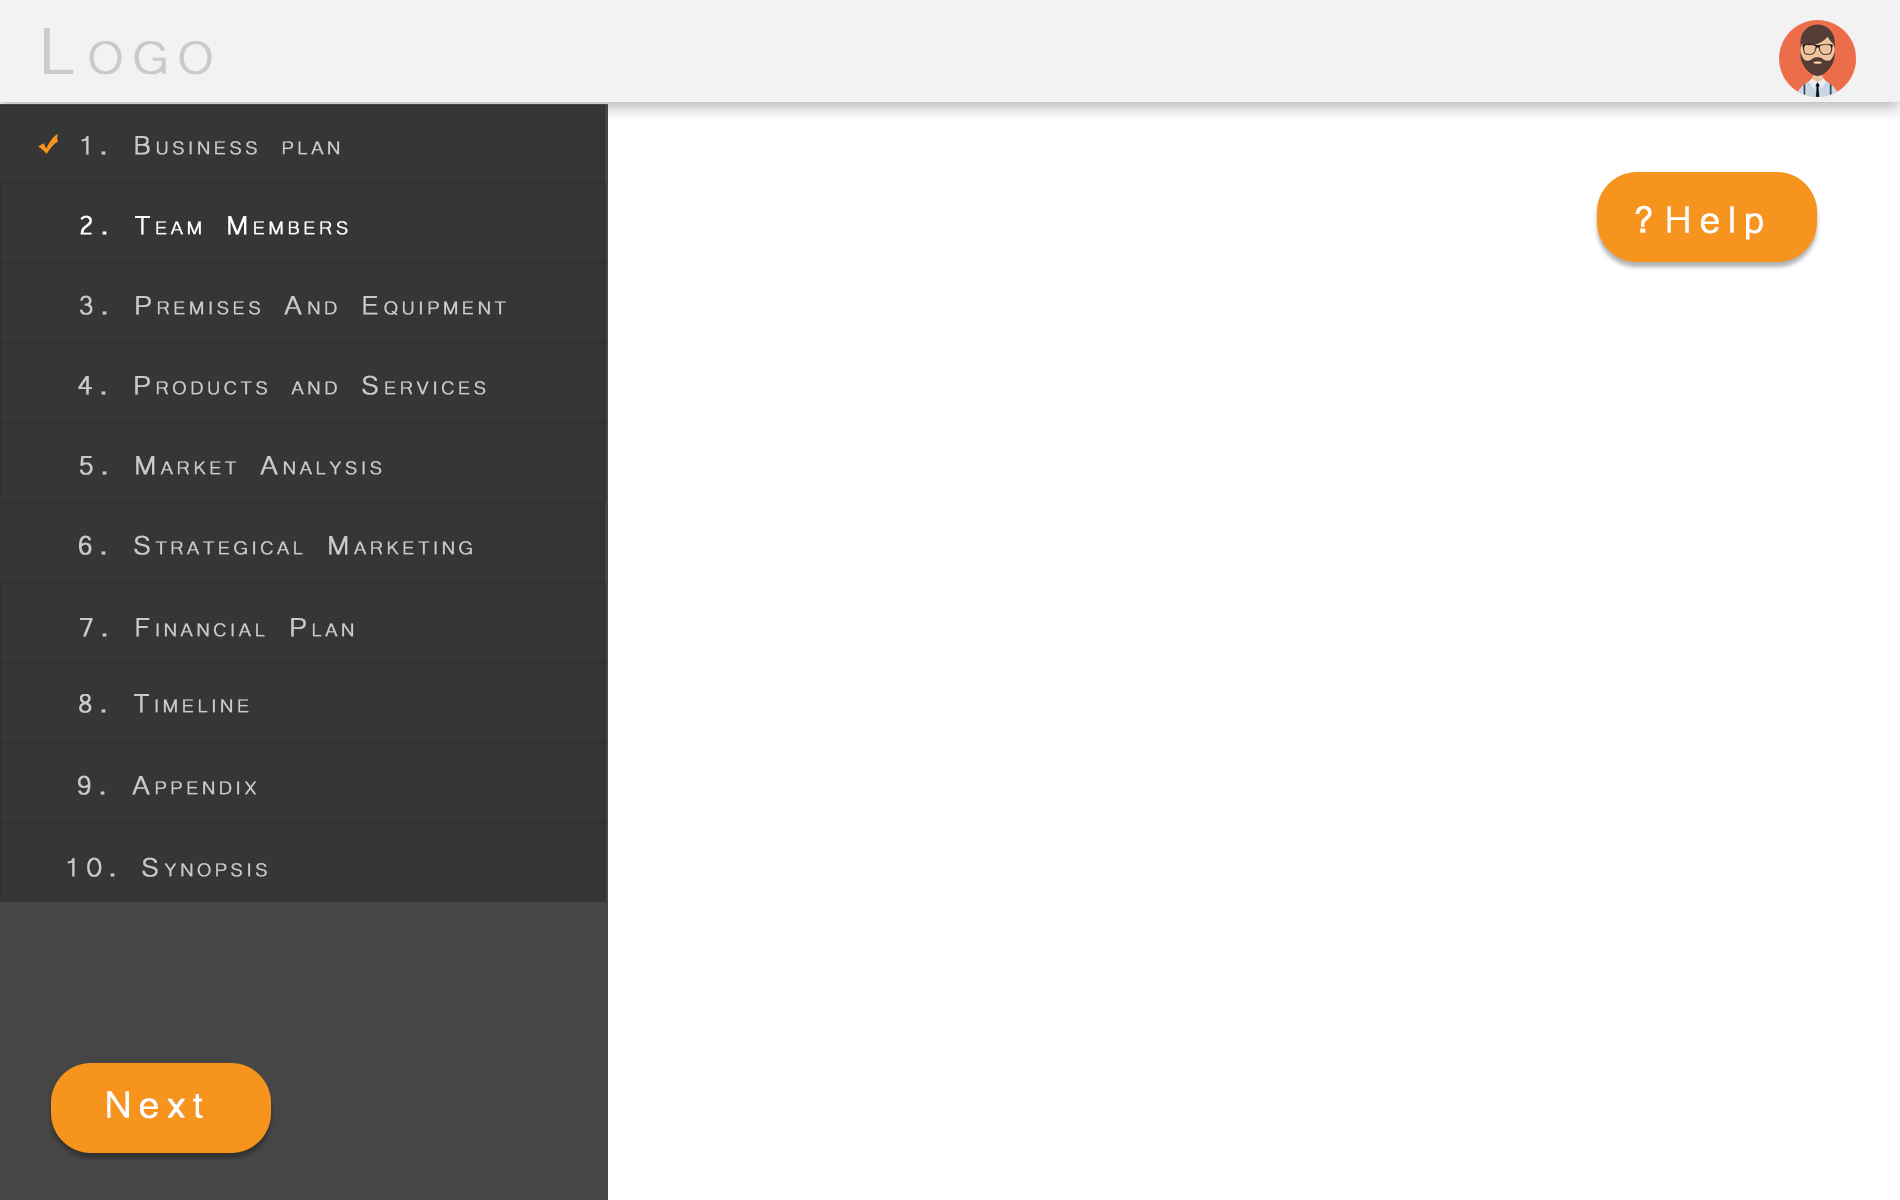 Logo
1. Business plan
2. Team Members
3. Premises And Equipment
4. Products and Services
5. Market Analysis
6. Strategical Marketing
7. Financial Plan
8. Timeline
9. Appendix
10. Synopsis
? Help
Next